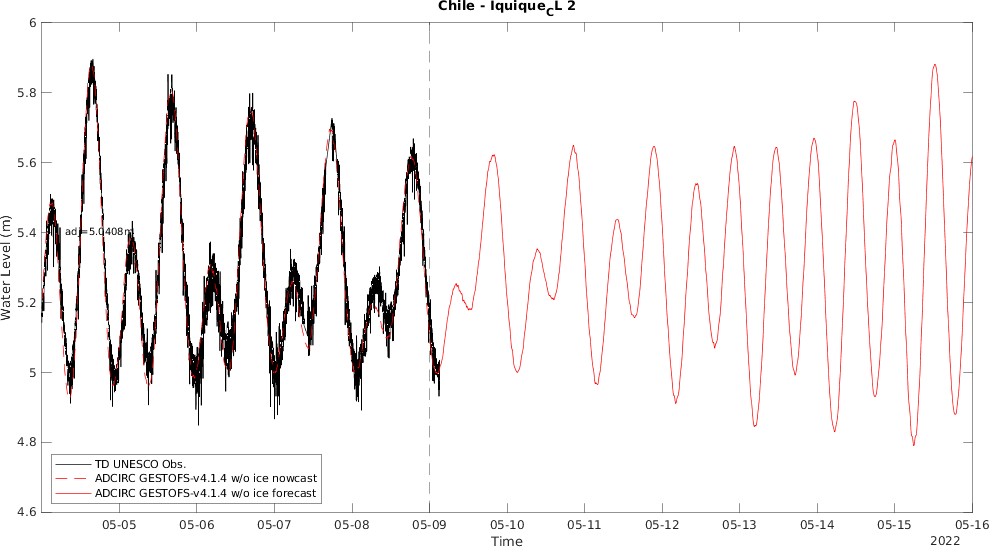 Chile - Iquique_CL 2
6
5.8
5.6
5.4
5.2
5
4.8
4.6
Water Level (m)
adj=5.0408m
TD UNESCO Obs.
ADCIRC GESTOFS-v4.1.4 w/o ice nowcast
ADCIRC GESTOFS-v4.1.4 w/o ice forecast
05-05 05-06 05-07 05-08 05-09 05-10 05-11 05-12 05-13 05-14 05-15 05-16
Time
2022